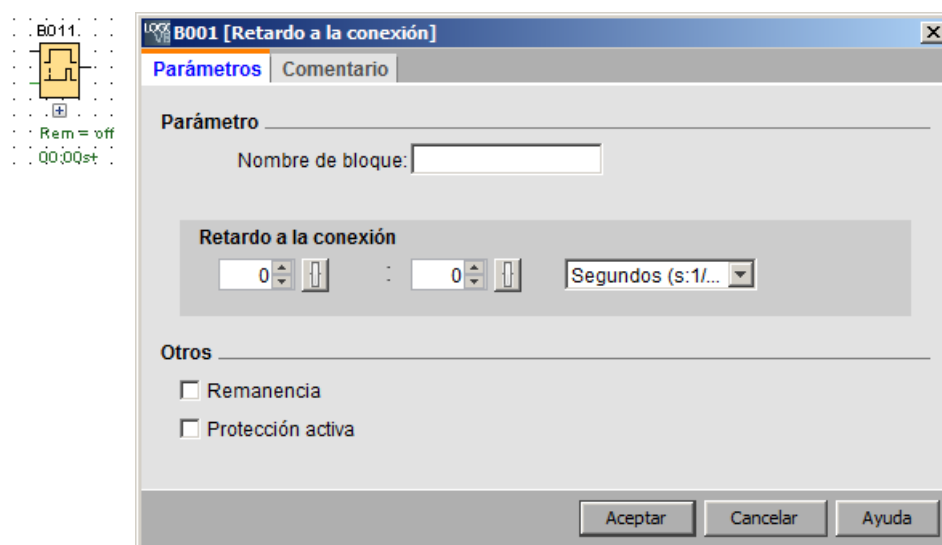 B011
Rem = off
00:00s+
LOGO
B001 [Retardo a la conexión]
Parámetros Comentario
Parámetro
Nombre de bloque:
Retardo a la conexión
0 : 0 Segundos (s:1/...
Otros
Remanencia
Protección activa
Aceptar Cancelar Ayuda